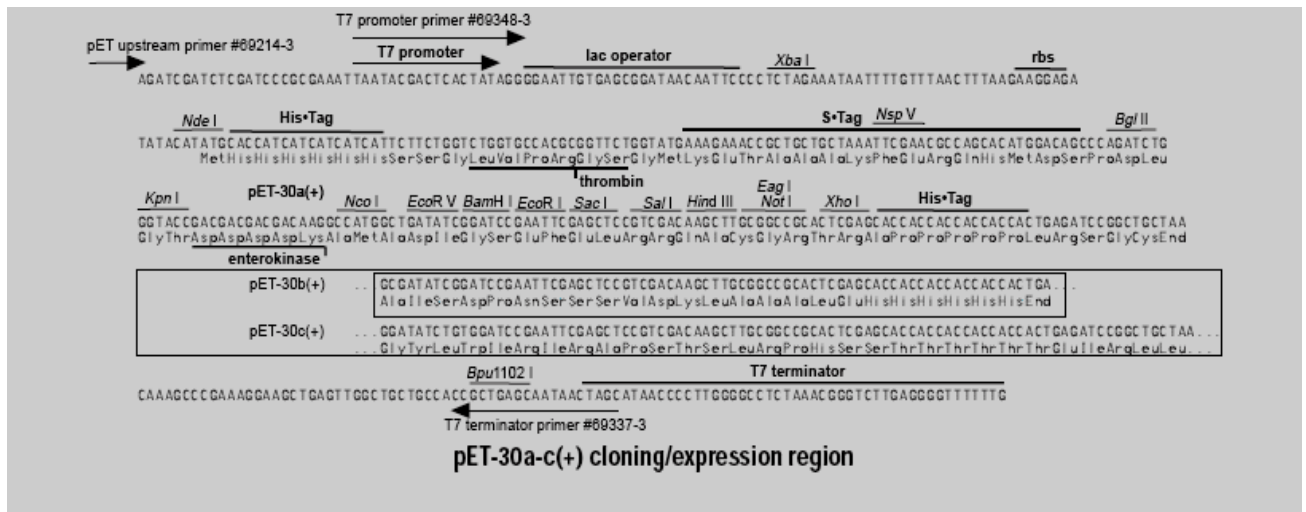 T7 promoter primer #69348-3
pET upstream primer #69214-3
T7 promoter lac operator Xba I rbs
AGATCGATCTCGATCCCGCGAAATTAATACGACTCACTATAGGGGAATTGTGAGCGGATAACAATTCCCCTCTAGAAATAATTTTGTTTAACTTTAAGAAGGAGA
Nde I His•Tag S•Tag Nsp V Bgl II
TATACATATGCACCATCATCATCATCATTCTTCTGGTCTGGTGCCACGCGGTTCTGGTATGAAAGAAACCGCTGCTGCTAAATTCGAACGCCAGCACATGGACAGCCCAGATCTG
MetHisHisHisHisHisHisSerSerGlyLeuValProArgGlySerGlyMetLysGluThrAlaAlaAlaLysPheGluArgGlnHisMetAspSerProAspLeu
thrombin
Kpn I pET-30a(+) Nco I EcoR V BamH I EcoR I Sac I Sal I Hind III Eag I Not I Xho I His•Tag
GGTACCGACGACGACGACAAGGCCATGGCTGATATCGGATCCGAATTCGAGCTCCGTCGACAAGCTTGCGGCCGCACTCGAGCACCACCACCACCACCACTGAGATCCGGCTGCTAA
GlyThrAspAspAspAspLysAlaMetAlaAspIleGlySerGluPheGluLeuArgArgGlnAlaCysGlyArgThrArgAlaProProProProProLeuArgSerGlyCysEnd
enterokinase
pET-30b(+) ...GCGATATCGGATCCGAATTCGAGCTCCGTCGACAAGCTTGCGGCCGCACTCGAGCACCACCACCACCACCACTGA...
AlaIleSerAspProAsnSerSerSerValAspLysLeuAlaAlaAlaLeuGluHisHisHisHisHisHisEnd
pET-30c(+) ...GGATATCTGTGGATCCGAATTCGAGCTCCGTCGACAAGCTTGCGGCCGCACTCGAGCACCACCACCACCACCACTGAGATCCGGCTGCTAA...
...GlyTyrLeuTrpIleArgIleArgAlaProSerThrSerLeuArgProHisSerSerThrThrThrThrThrThrGluIleArgLeuLeu...
Bpu1102 I T7 terminator
CAAAGCCCGAAAGGAAGCTGAGTTGGCTGCTGCCACCGCTGAGCAATAACTAGCATAACCCCTTGGGGCCTCTAAACGGGTCTTGAGGGGTTTTTTG
T7 terminator primer #69337-3
pET-30a-c(+) cloning/expression region